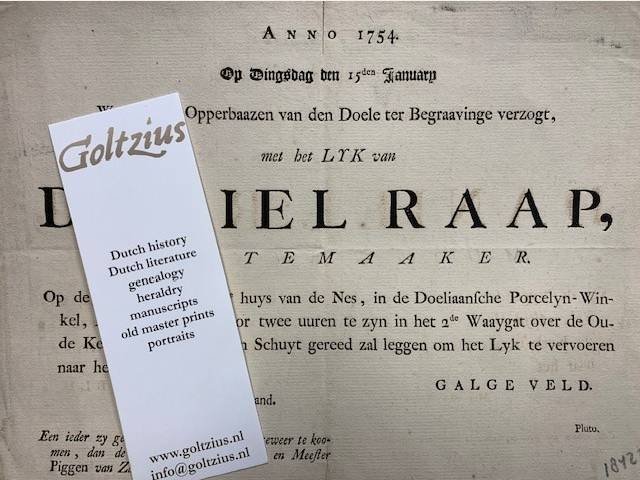 ANNO 1754.
Op Dingsdag den 15den January
Opperbaazen van den Doele ter Begraavinge verzogt,
met het LYK van
D IEL RAAP,
TEMAAKER.
Op de huys van de Nes, in de Doeliaansche Porcelyn-Win-
kel, or twee uuren te zyn in het 2de Waaygat over de Ou-
de Ke Schuyt gereed zal leggen om het Lyk te vervoeren
naar he
GALGE VELD.
and.
Pluto.
Een ieder zy ge eweer te koo-
men, dan de en Meester
Piggen van Za
Goltzius
Dutch history
Dutch literature
genealogy
heraldry
manuscripts
old master prints
portraits
www.goltzius.nl
info@goltzius.nl